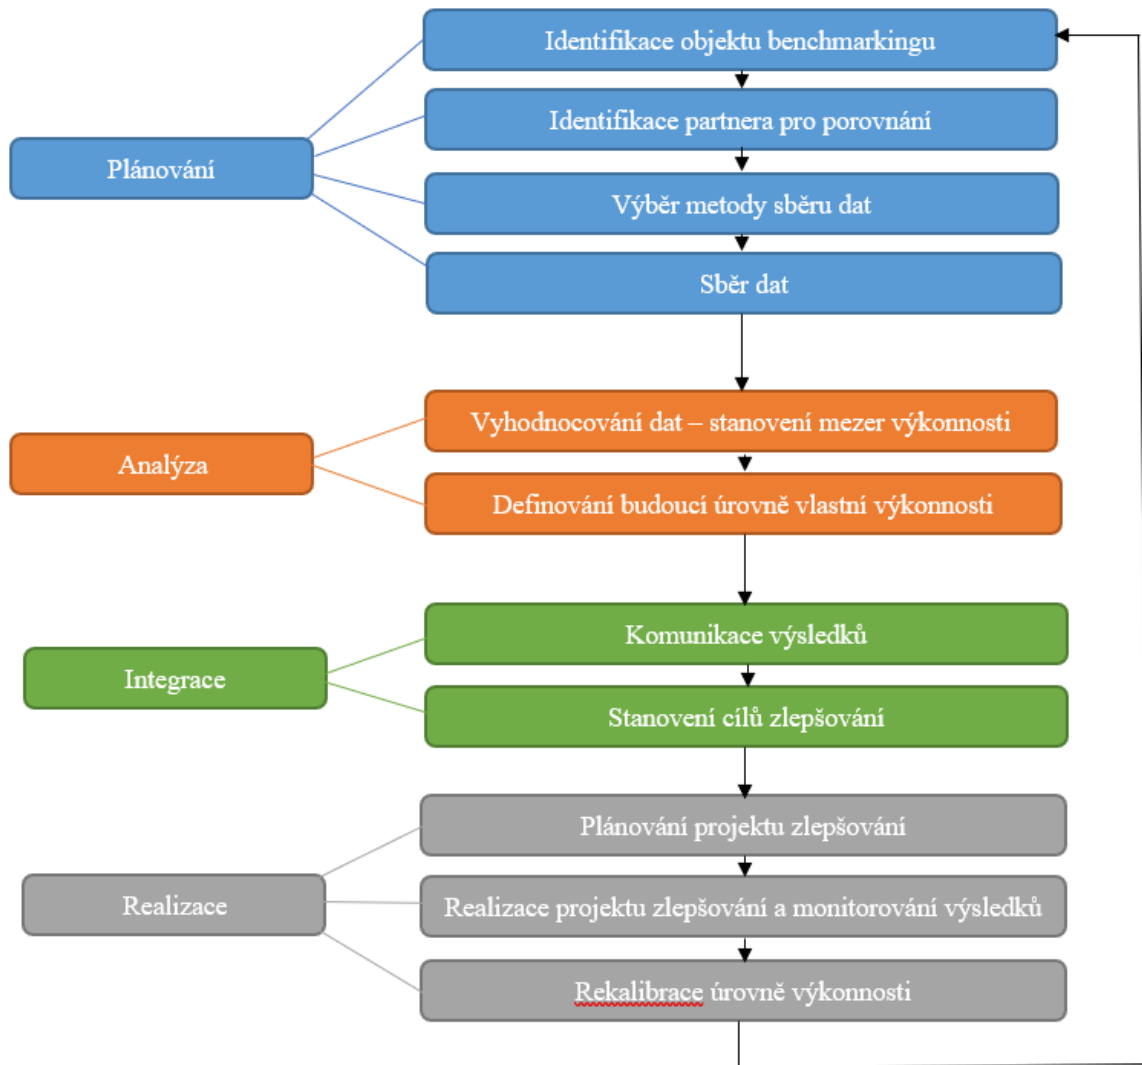 Identifikace objektu benchmarkingu
Identifikace partnera pro porovnání
Plánování
Výběr metody sběru dat
Sběr dat
Vyhodnocování dat – stanovení mezer výkonnosti
Analýza
Definování budoucí úrovně vlastní výkonnosti
Komunikace výsledků
Integrace
Stanovení cílů zlepšování
Plánování projektu zlepšování
Realizace
Realizace projektu zlepšování a monitorování výsledků
Rekalibrace úrovně výkonnosti